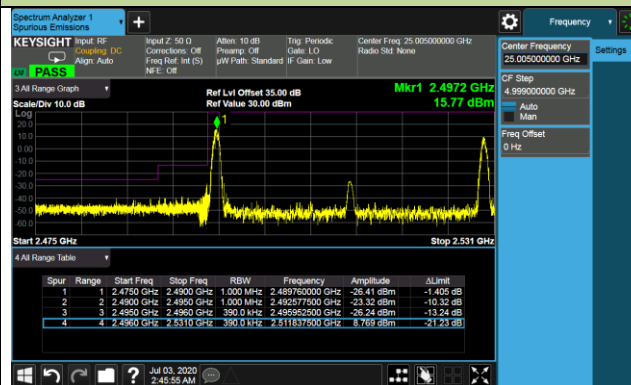 Spectrum Analyzer 1
Spurious Emissions
Frequency
KEYSIGHT
Input: RF
Coupling: DC
Align: Auto
Input Z: 50 Ω
Corrections: Off
Freq Ref: Int (S)
NFE: Off
Atten: 10 dB
Preamp: Off
µW Path: Standard
Trig: Periodic
Gate: LO
IF Gain: Low
Center Freq: 25.005000000 GHz
Radio Std: None
PASS
Center Frequency
25.005000000 GHz
Settings
CF Step
4.999000000 GHz
Auto
Man
Freq Offset
0 Hz
3 All Range Graph
Scale/Div 10.0 dB
Ref Lvl Offset 35.00 dB
Ref Value 30.00 dBm
Mkr1 2.4972 GHz
15.77 dBm
Log
20.0
10.0
0.00
-10.0
-20.0
-30.0
-40.0
-50.0
-60.0
1
Start 2.475 GHz
Stop 2.531 GHz
4 All Range Table
Spur Range Start Freq Stop Freq RBW Frequency Amplitude ΔLimit
1 1 2.4750 GHz 2.4900 GHz 1.000 MHz 2.489760000 GHz -26.41 dBm -1.405 dB
2 2 2.4900 GHz 2.4950 GHz 1.000 MHz 2.492577500 GHz -23.32 dBm -10.32 dB
3 3 2.4950 GHz 2.4960 GHz 390.0 kHz 2.495952500 GHz -26.24 dBm -13.24 dB
4 4 2.4960 GHz 2.5310 GHz 390.0 kHz 2.511837500 GHz 8.769 dBm -21.23 dB
?
Jul 03, 2020
2:45:55 AM